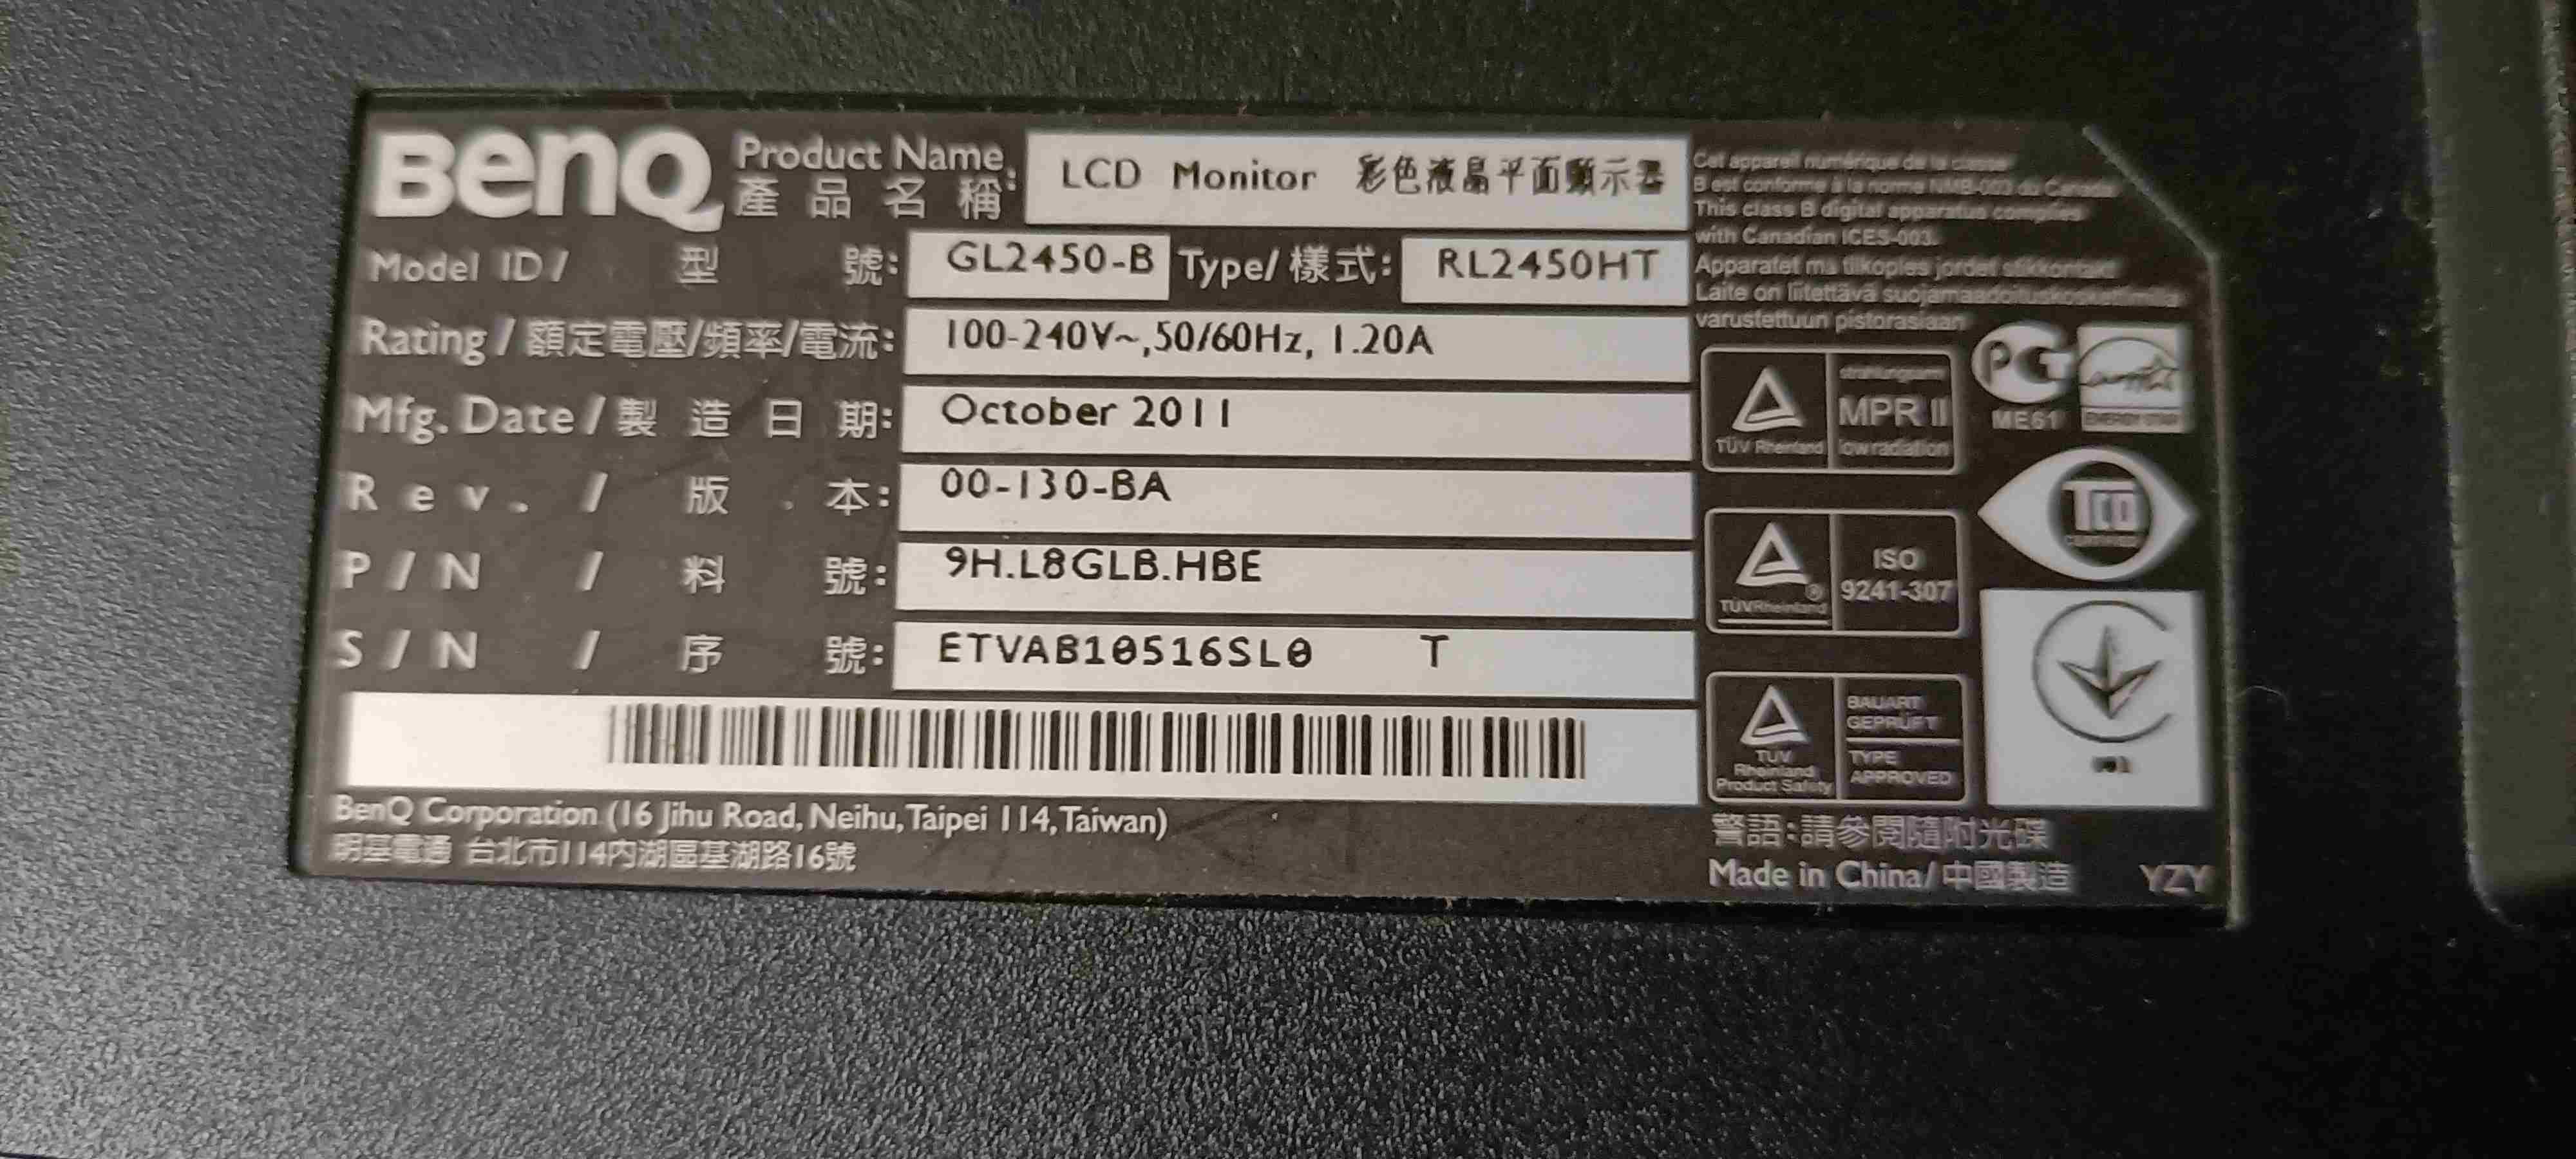 BenQ
Product Name:
產品名稱
LCD Monitor 彩色液晶平面顯示器
Model ID / 型號: GL2450-B Type/樣式: RL2450HT
Rating / 額定電壓/頻率/電流: 100-240V~,50/60Hz, 1.20A
Mfg. Date / 製造日期: October 2011
Rev. / 版本: 00-130-BA
P/N / 料號: 9H.L8GLB.HBE
S/N / 序號: ETVAB10516SL0 T
BenQ Corporation (16 Jihu Road, Neihu, Taipei 114, Taiwan)
明基電通 台北市114內湖區基湖路16號
Cet appareil numérique de la classe
B est conforme à la norme NMB-003 du Canada
This class B digital apparatus complies
with Canadian ICES-003.
Apparatet må tilkoples jordet stikkontakt
Laite on liitettävä suojamaadoituskoskettimilla
varustettuun pistorasiaan
TÜV Rheinland
MPR II
low radiation
PCT
ME61
ENERGY STAR
TÜVRheinland
ISO
9241-307
TCO
TÜV
Rheinland
Product Safety
BAUART
GEPRÜFT
TYPE
APPROVED
警語:請參閱隨附光碟
Made in China/中國製造
YZY